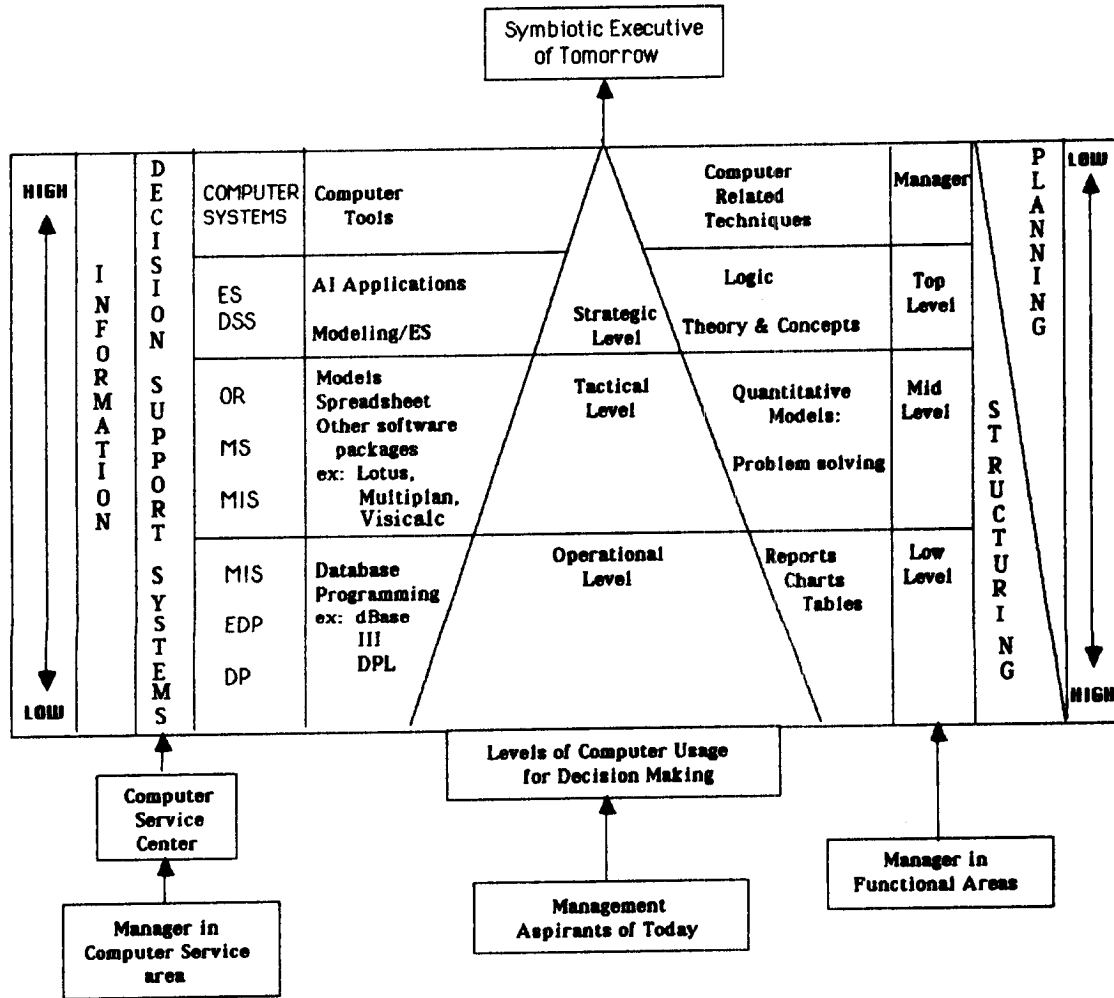 Symbiotic Executive
of Tomorrow
HIGH
LOW
INFORMATION
DECISION SUPPORT SYSTEMS
COMPUTER
SYSTEMS
Computer
Tools
Computer
Related
Techniques
Manager
PLANNING
STRUCTURING
LOW
HIGH
ES
DSS
AI Applications
Modeling/ES
Strategic
Level
Logic
Theory & Concepts
Top
Level
OR
MS
MIS
Models
Spreadsheet
Other software
packages
ex: Lotus,
Multiplan,
Visicalc
Tactical
Level
Quantitative
Models:
Problem solving
Mid
Level
MIS
EDP
DP
Database
Programming
ex: dBase
III
DPL
Operational
Level
Reports
Charts
Tables
Low
Level
Levels of Computer Usage
for Decision Making
Computer
Service
Center
Manager in
Computer Service
area
Management
Aspirants of Today
Manager in
Functional Areas